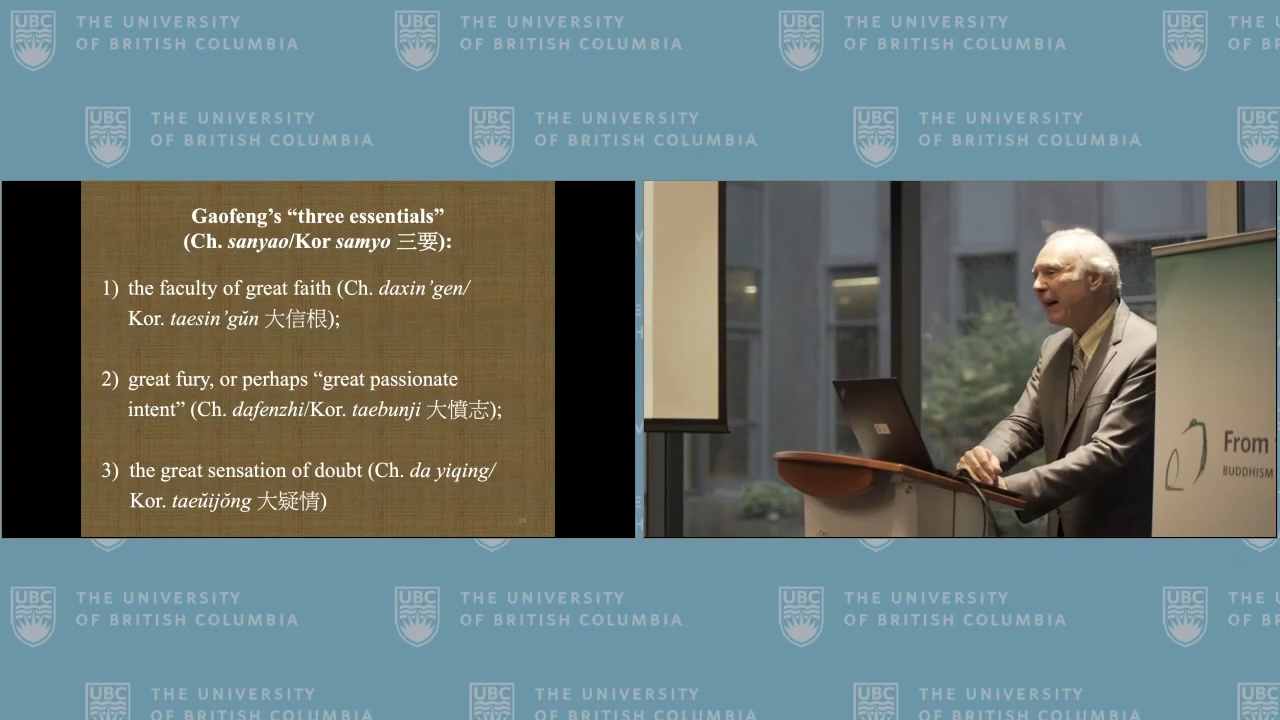 THE UNIVERSITY
OF BRITISH COLUMBIA
UBC
Gaofeng’s “three essentials”
(Ch. sanyao/Kor samyo 三要):
1) the faculty of great faith (Ch. daxin’gen/
Kor. taesin’gŭn 大信根);
2) great fury, or perhaps “great passionate
intent” (Ch. dafenzhi/Kor. taebunji 大憤志);
3) the great sensation of doubt (Ch. da yiqing/
Kor. taeŭijŏng 大疑情)
24
From
BUDDHISM